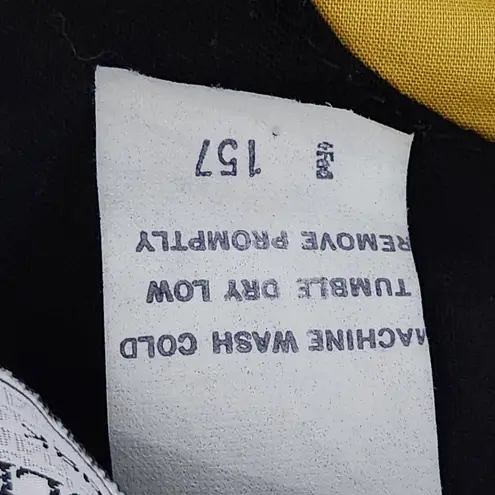 MACHINE WASH COLD
TUMBLE DRY LOW
REMOVE PROMPTLY
157